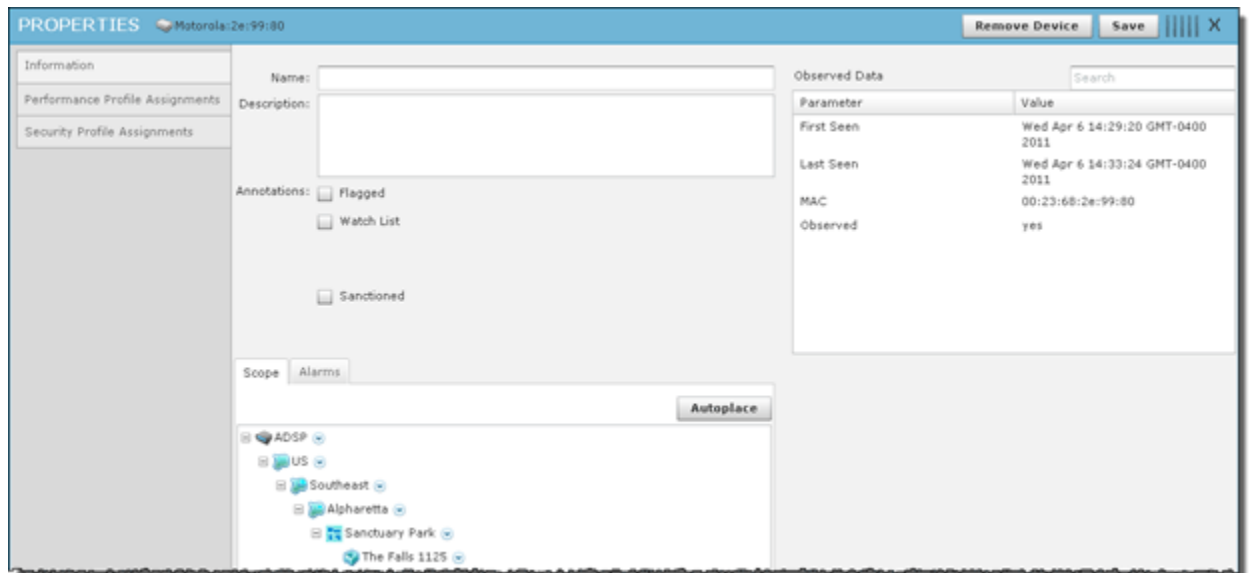 PROPERTIES Motorola:2e:99:80 Remove Device Save X
Information
Performance Profile Assignments
Security Profile Assignments
Name:
Description:
Annotations: Flagged
Watch List
Sanctioned
Observed Data Search
Parameter Value
First Seen Wed Apr 6 14:29:20 GMT-0400
2011
Last Seen Wed Apr 6 14:33:24 GMT-0400
2011
MAC 00:23:68:2e:99:80
Observed yes
Scope Alarms
Autoplace
ADSP
US
Southeast
Alpharetta
Sanctuary Park
The Falls 1125